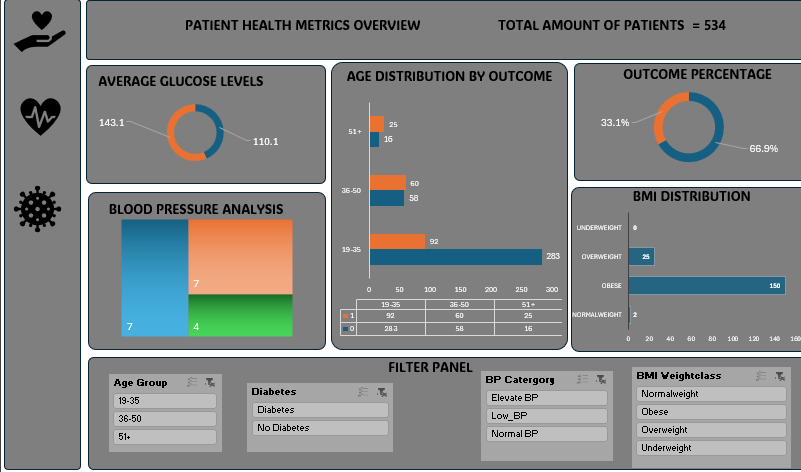 PATIENT HEALTH METRICS OVERVIEW
TOTAL AMOUNT OF PATIENTS = 534
AVERAGE GLUCOSE LEVELS
143.1
110.1
AGE DISTRIBUTION BY OUTCOME
51+
25
16
36-50
60
58
19-35
92
283
0 50 100 150 200 250 300
19-35 36-50 51+
1 92 60 25
0 283 58 16
OUTCOME PERCENTAGE
33.1%
66.9%
BLOOD PRESSURE ANALYSIS
7
7
4
BMI DISTRIBUTION
UNDERWEIGHT 0
OVERWEIGHT 25
OBESE 150
NORMALWEIGHT 2
0 20 40 60 80 100 120 140 160
FILTER PANEL
Age Group
19-35
36-50
51+
Diabetes
Diabetes
No Diabetes
BP Catergory
Elevate BP
Low_BP
Normal BP
BMI Weightclass
Normalweight
Obese
Overweight
Underweight